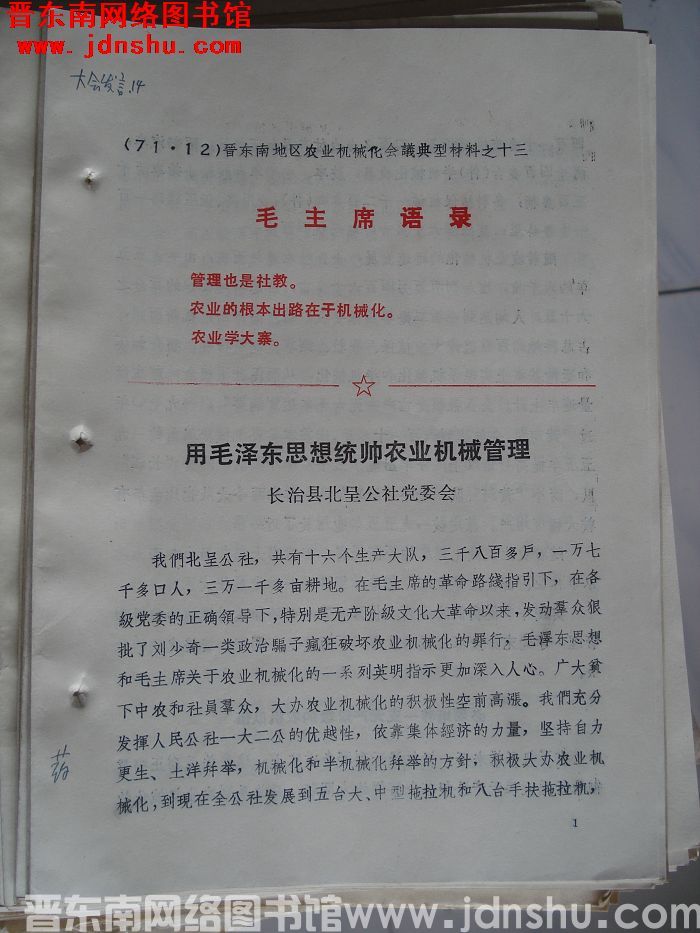 晋东南网络图书馆
www.jdnshu.com
大会发言.14
(71·12)晋东南地区农业机械化会議典型材料之十三
毛主席语录
管理也是社教。
农业的根本出路在于机械化。
农业学大寨。
用毛泽东思想统帅农业机械管理
长治县北呈公社党委会
我們北呈公社，共有十六个生产大队，三千八百多戶，一万七
千多口人，三万一千多亩耕地。在毛主席的革命路綫指引下，在各
級党委的正确領导下，特別是无产阶級文化大革命以来，发动羣众狠
批了刘少奇一类政治騙子瘋狂破坏农业机械化的罪行，毛澤东思想
和毛主席关于农业机械化的一系列英明指示更加深入人心。广大貧
下中农和社員羣众，大办农业机械化的积极性空前高漲。我們充分
发揮人民公社一大二公的优越性，依靠集体經济的力量，坚持自力
更生、土洋幷举，机械化和半机械化幷举的方針，积极大办农业机
械化，到現在全公社发展到五台大、中型拖拉机和八台手扶拖拉机，
1
晋东南网络图书馆www.jdnshu.com